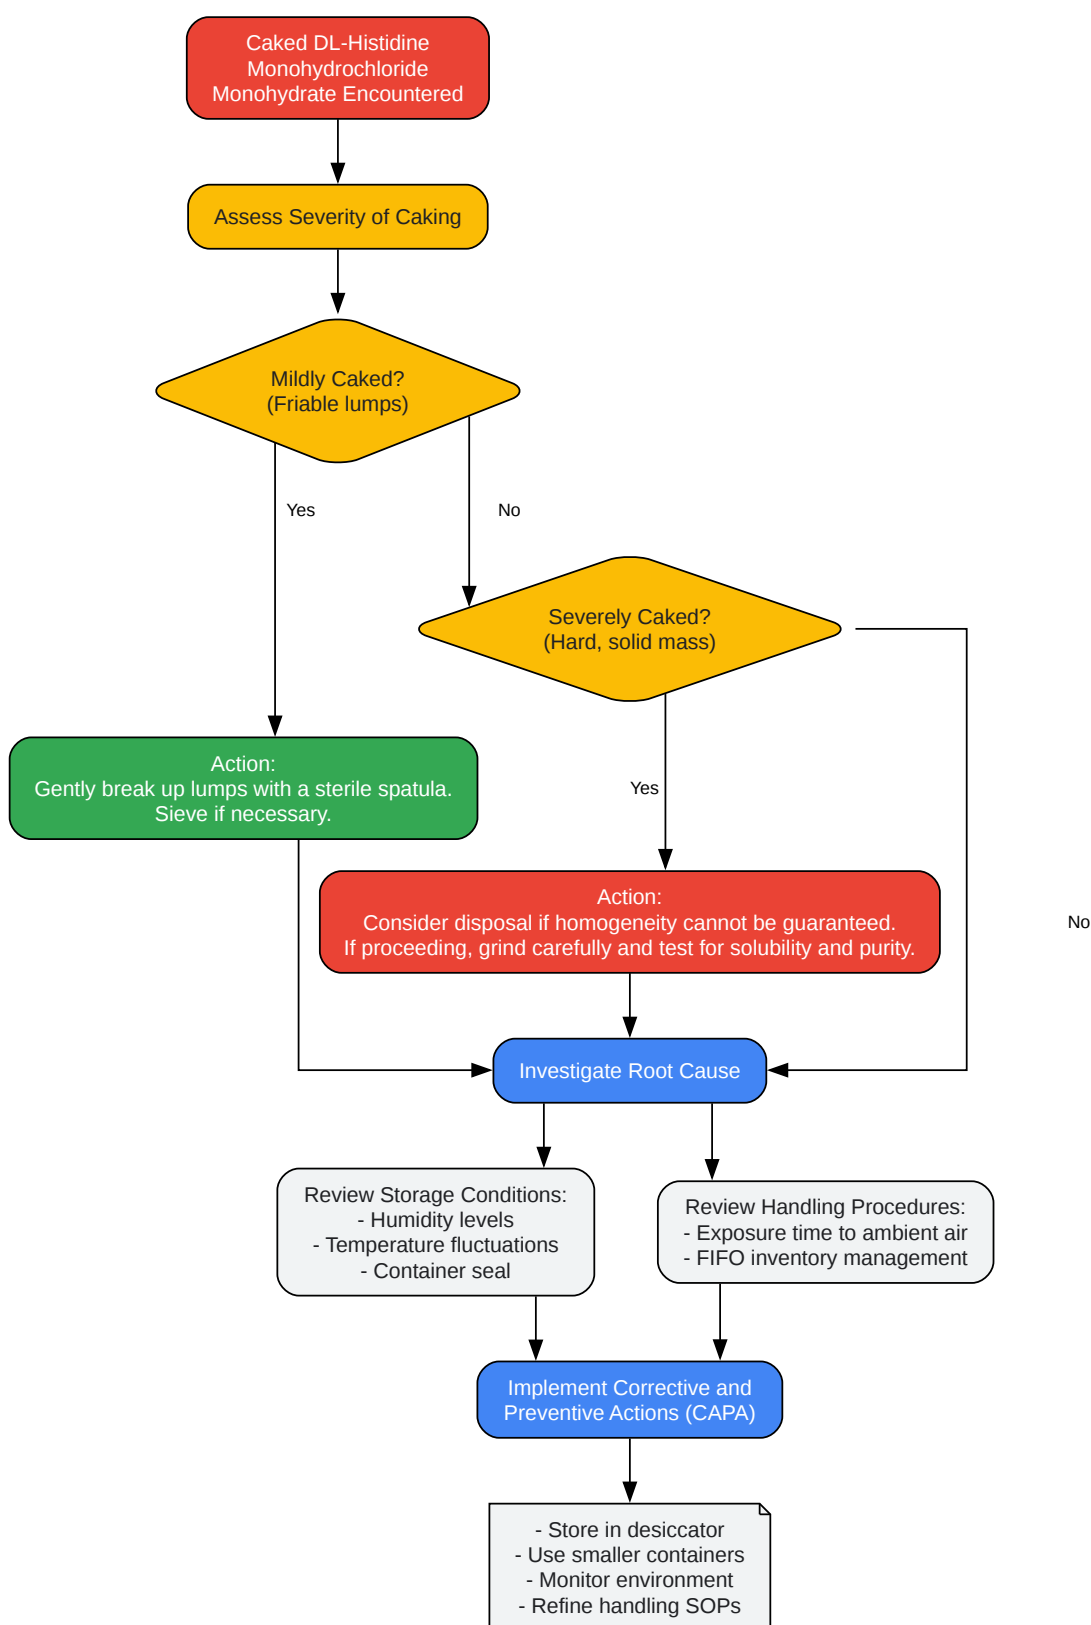 Caked DL-Histidine
Monohydrochloride
Monohydrate Encountered
Assess Severity of Caking
Mildly Caked?
(Friable lumps)
Yes
No
Severely Caked?
(Hard, solid mass)
Action:
Gently break up lumps with a sterile spatula.
Sieve if necessary.
Yes
Action:
Consider disposal if homogeneity cannot be guaranteed.
If proceeding, grind carefully and test for solubility and purity.
No
Investigate Root Cause
Review Storage Conditions:
- Humidity levels
- Temperature fluctuations
- Container seal
Review Handling Procedures:
- Exposure time to ambient air
- FIFO inventory management
Implement Corrective and
Preventive Actions (CAPA)
- Store in desiccator
- Use smaller containers
- Monitor environment
- Refine handling SOPs